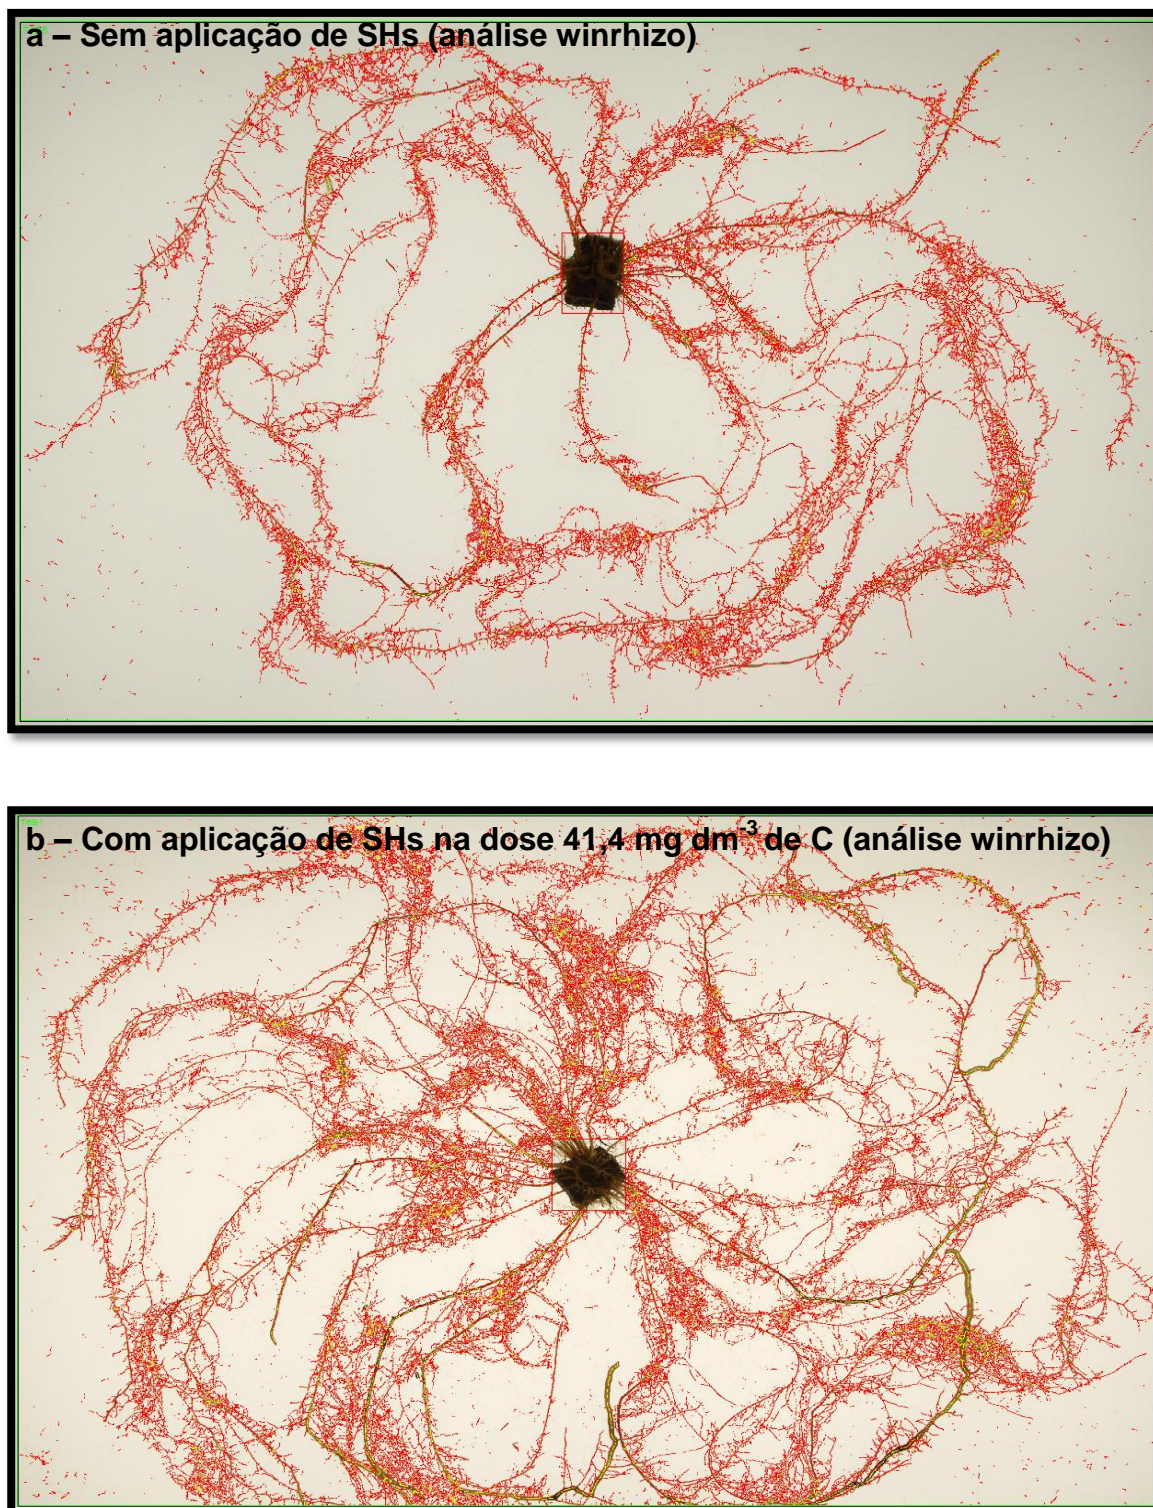 a – Sem aplicação de SHs (análise winrhizo)
b – Com aplicação de SHs na dose 41,4 mg dm⁻³ de C (análise winrhizo)